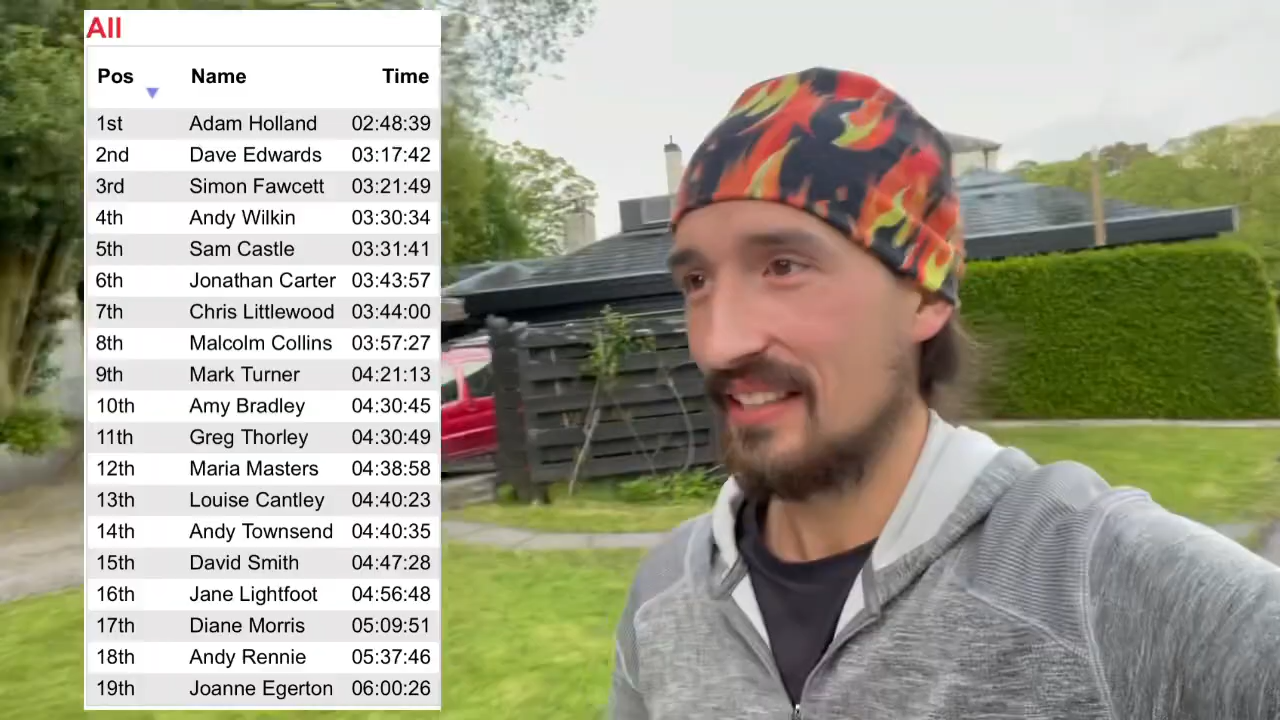 All
Pos Name Time
1st Adam Holland 02:48:39
2nd Dave Edwards 03:17:42
3rd Simon Fawcett 03:21:49
4th Andy Wilkin 03:30:34
5th Sam Castle 03:31:41
6th Jonathan Carter 03:43:57
7th Chris Littlewood 03:44:00
8th Malcolm Collins 03:57:27
9th Mark Turner 04:21:13
10th Amy Bradley 04:30:45
11th Greg Thorley 04:30:49
12th Maria Masters 04:38:58
13th Louise Cantley 04:40:23
14th Andy Townsend 04:40:35
15th David Smith 04:47:28
16th Jane Lightfoot 04:56:48
17th Diane Morris 05:09:51
18th Andy Rennie 05:37:46
19th Joanne Egerton 06:00:26